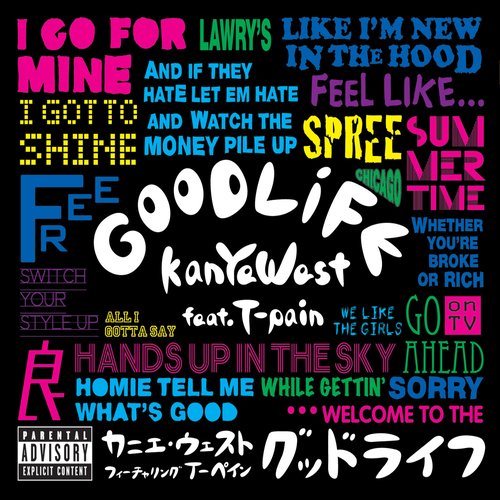 I GO FOR
MINE
LAWRY'S
LIKE I'M NEW
IN THE HOOD
AND IF THEY
HATE LET EM HATE
AND WATCH THE
MONEY PILE UP
FEEL LIKE...
I GOTTO
SHINE
SPREE
CHICAGO
SUM
MER
TIME
FREE
GOOD LiFE
KanYeWest
feat. T-pain
WHETHER
YOU'RE
BROKE
OR RICH
SWITCH
YOUR
STYLE UP
ALL I
GOTTA SAY
WE LIKE
THE GIRLS
GO
on
TV
AHEAD
良
HANDS UP IN THE SKY
HOMIE TELL ME
WHAT'S GOOD
WHILE GETTIN'
SORRY
•••WELCOME TO THE
PARENTAL
ADVISORY
EXPLICIT CONTENT
カニエ・ウェスト
フィーチャリング T-ペイン
グッドライフ